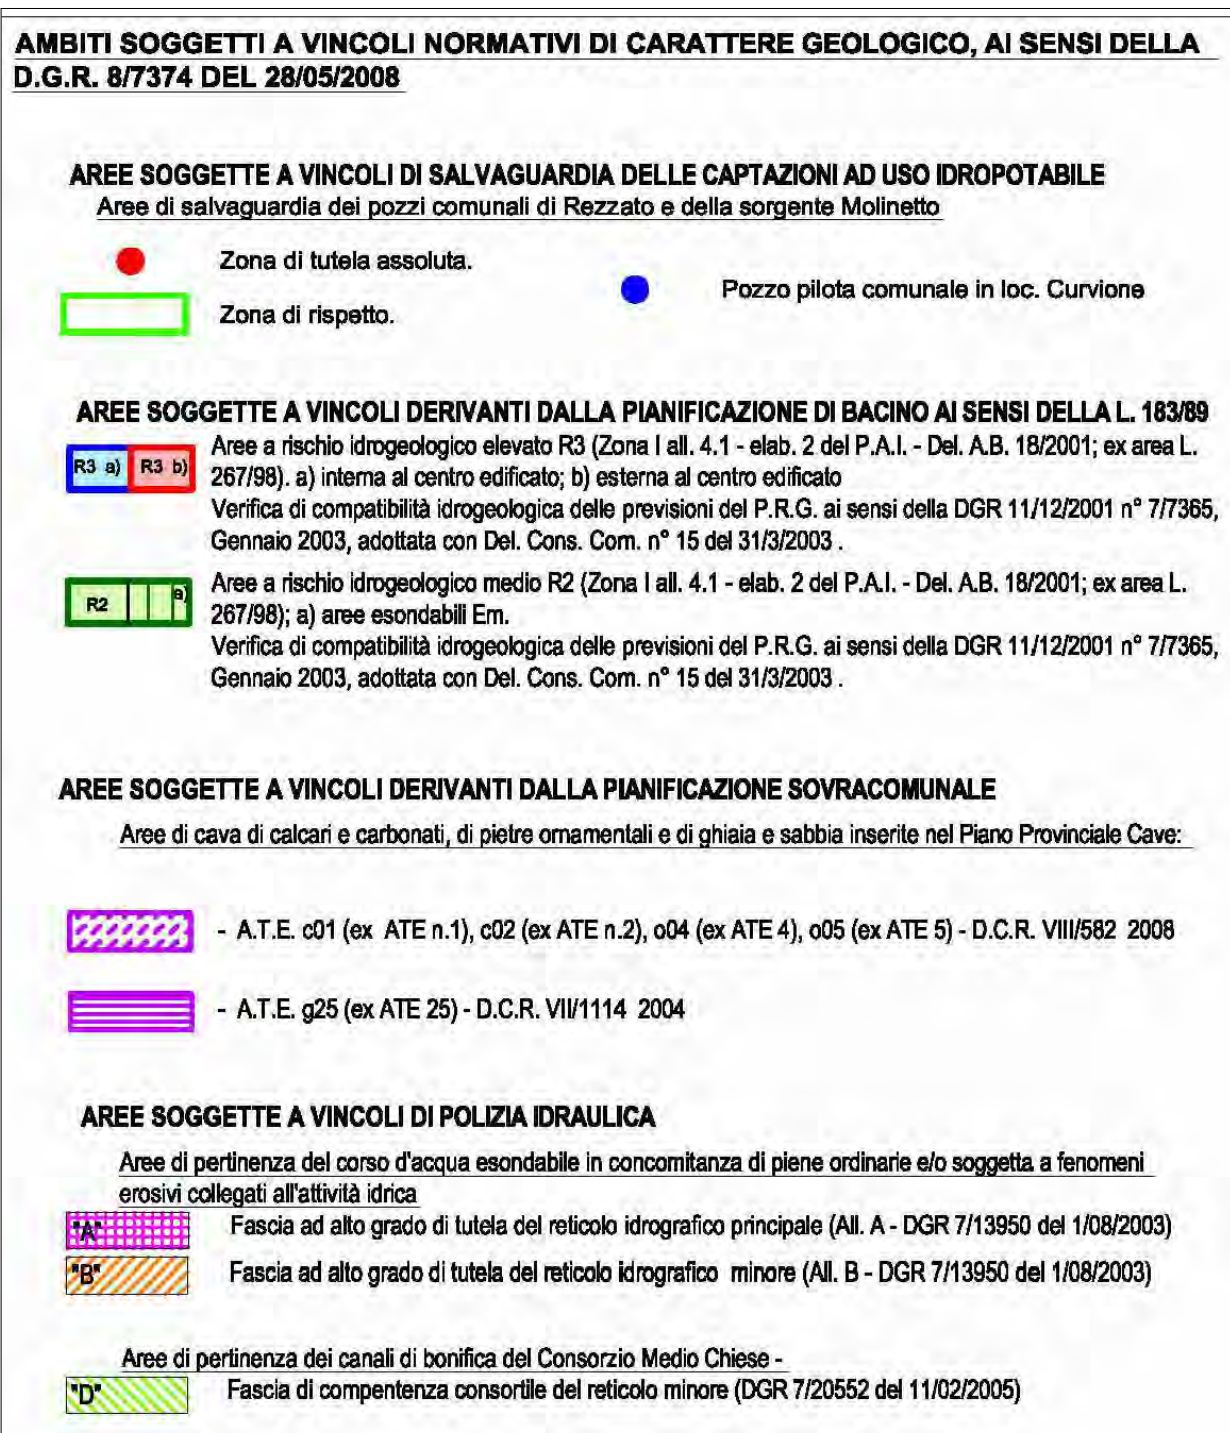 AMBITI SOGGETTI A VINCOLI NORMATIVI DI CARATTERE GEOLOGICO, AI SENSI DELLA
D.G.R. 8/7374 DEL 28/05/2008
AREE SOGGETTE A VINCOLI DI SALVAGUARDIA DELLE CAPTAZIONI AD USO IDROPOTABILE
Aree di salvaguardia dei pozzi comunali di Rezzato e della sorgente Molinetto
Zona di tutela assoluta.
Pozzo pilota comunale in loc. Curvione
Zona di rispetto.
AREE SOGGETTE A VINCOLI DERIVANTI DALLA PIANIFICAZIONE DI BACINO AI SENSI DELLA L. 183/89
R3 a) R3 b)
Aree a rischio idrogeologico elevato R3 (Zona I all. 4.1 - elab. 2 del P.A.I. - Del. A.B. 18/2001; ex area L.
267/98). a) interna al centro edificato; b) esterna al centro edificato
Verifica di compatibilità idrogeologica delle previsioni del P.R.G. ai sensi della DGR 11/12/2001 n° 7/7365,
Gennaio 2003, adottata con Del. Cons. Com. n° 15 del 31/3/2003 .
R2 a)
Aree a rischio idrogeologico medio R2 (Zona I all. 4.1 - elab. 2 del P.A.I. - Del. A.B. 18/2001; ex area L.
267/98); a) aree esondabili Em.
Verifica di compatibilità idrogeologica delle previsioni del P.R.G. ai sensi della DGR 11/12/2001 n° 7/7365,
Gennaio 2003, adottata con Del. Cons. Com. n° 15 del 31/3/2003 .
AREE SOGGETTE A VINCOLI DERIVANTI DALLA PIANIFICAZIONE SOVRACOMUNALE
Aree di cava di calcari e carbonati, di pietre ornamentali e di ghiaia e sabbia inserite nel Piano Provinciale Cave:
- A.T.E. c01 (ex ATE n.1), c02 (ex ATE n.2), o04 (ex ATE 4), o05 (ex ATE 5) - D.C.R. VIII/582 2008
- A.T.E. g25 (ex ATE 25) - D.C.R. VII/1114 2004
AREE SOGGETTE A VINCOLI DI POLIZIA IDRAULICA
Aree di pertinenza del corso d'acqua esondabile in concomitanza di piene ordinarie e/o soggetta a fenomeni
erosivi collegati all'attività idrica
"A" Fascia ad alto grado di tutela del reticolo idrografico principale (All. A - DGR 7/13950 del 1/08/2003)
"B" Fascia ad alto grado di tutela del reticolo idrografico minore (All. B - DGR 7/13950 del 1/08/2003)
Aree di pertinenza dei canali di bonifica del Consorzio Medio Chiese -
"D" Fascia di compentenza consortile del reticolo minore (DGR 7/20552 del 11/02/2005)